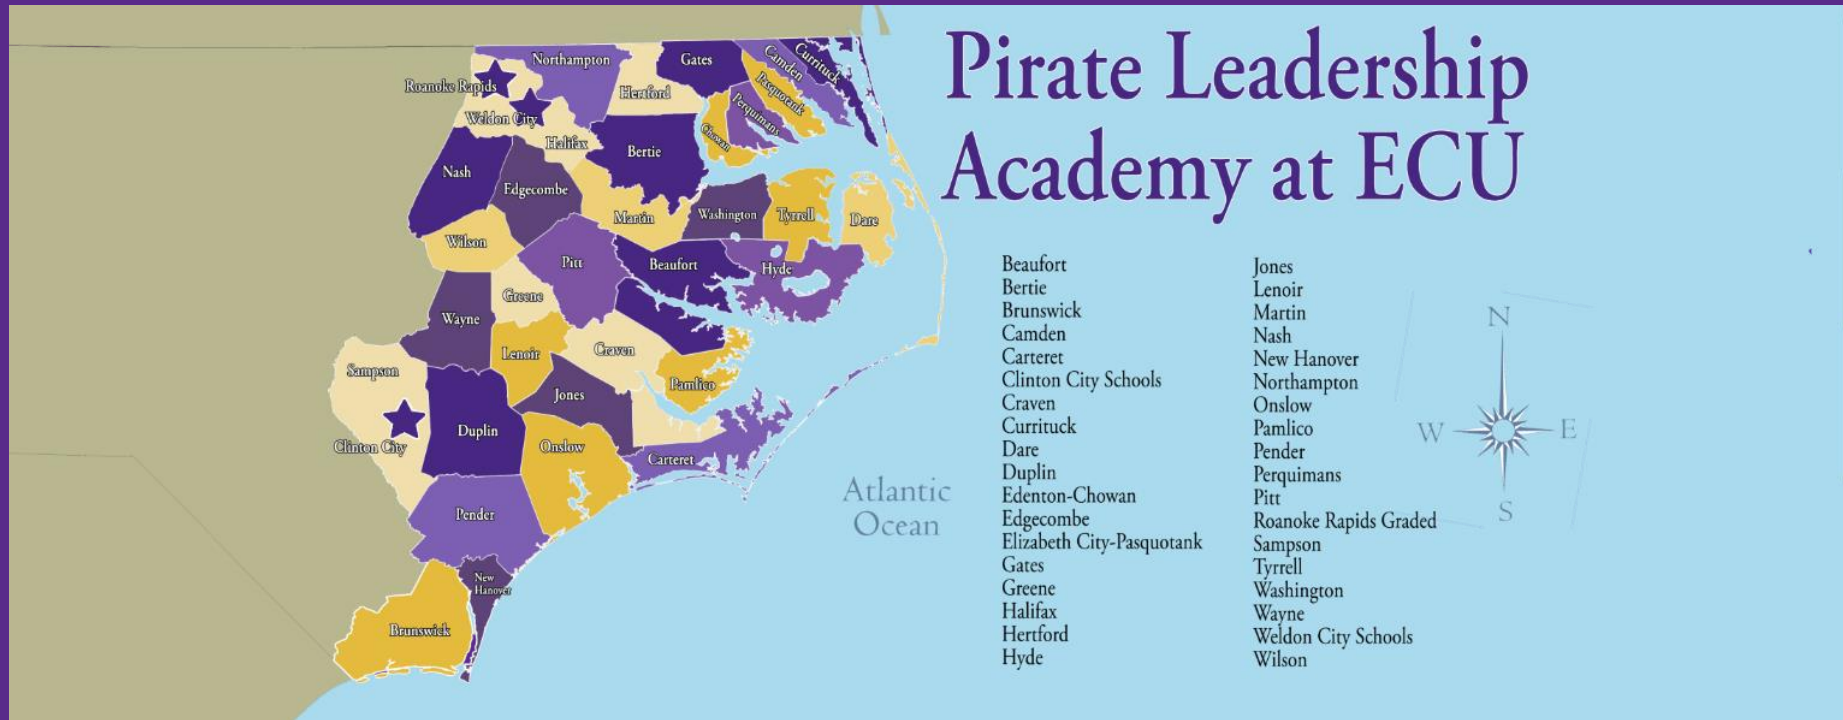 Pirate Leadership
Academy at ECU
Northampton
Gates
Camden
Currituck
Roanoke Rapids
Hertford
Pasquotank
Perquimans
Weldon City
Halifax
Chowan
Bertie
Nash
Edgecombe
Martin
Washington
Tyrrell
Dare
Wilson
Pitt
Beaufort
Hyde
Greene
Wayne
Lenoir
Craven
Sampson
Pamlico
Jones
Duplin
Clinton City
Onslow
Carteret
Pender
New
Hanover
Brunswick
Atlantic
Ocean
Beaufort
Bertie
Brunswick
Camden
Carteret
Clinton City Schools
Craven
Currituck
Dare
Duplin
Edenton-Chowan
Edgecombe
Elizabeth City-Pasquotank
Gates
Greene
Halifax
Hertford
Hyde
Jones
Lenoir
Martin
Nash
New Hanover
Northampton
Onslow
Pamlico
Pender
Perquimans
Pitt
Roanoke Rapids Graded
Sampson
Tyrrell
Washington
Wayne
Weldon City Schools
Wilson
N
W
E
S